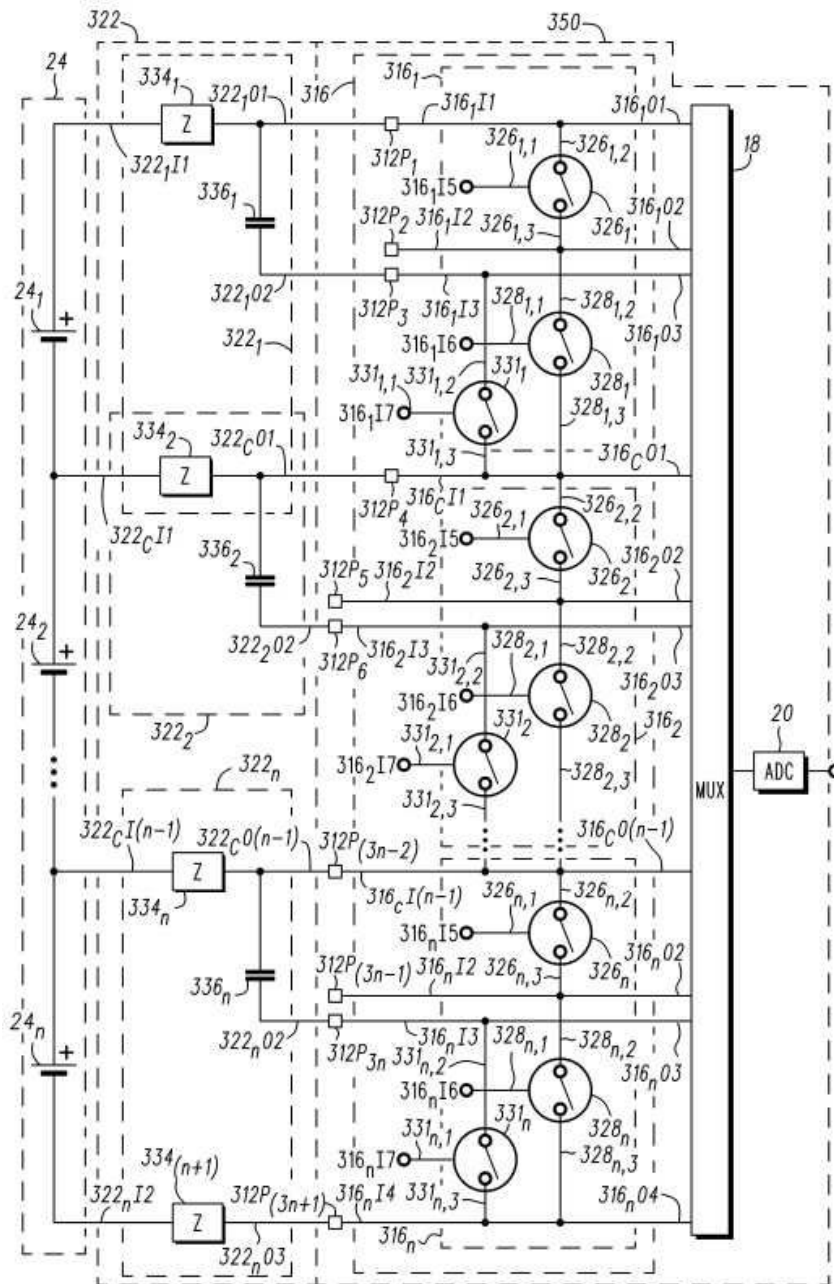 322
350
24
334₁
322₁01
316
316₁
316₁I1
316₁01
Z
326₁,₂
18
322₁I1
312P₁
326₁,₁
316₁I5
336₁
312P₂
316₁I2
326₁,₃
326₁
316₁02
322₁02
312P₃
316₁I3
328₁,₁
328₁,₂
316₁03
24₁
+
322₁
316₁I6
331₁,₁
331₁,₂
331₁
328₁
316₁I7
328₁,₃
334₂
322C01
331₁,₃
316C01
Z
322CI1
312P₄
316CI1
326₂,₁
326₂,₂
316₂I5
336₂
312P₅
316₂I2
326₂,₃
326₂
316₂02
24₂
+
322₂02
312P₆
316₂I3
331₂,₂
328₂,₁
328₂,₂
316₂03
316₂I6
331₂,₁
331₂
328₂
316₂
20
322₂
316₂I7
328₂,₃
MUX
ADC
322ₙ
331₂,₃
322CI(n-1)
322C0(n-1)
312P(3n-2)
316C0(n-1)
Z
334ₙ
316CI(n-1)
326ₙ,₁
326ₙ,₂
316ₙI5
336ₙ
312P(3n-1)
316ₙI2
326ₙ,₃
326ₙ
316ₙ02
24ₙ
+
322ₙ02
312P₃ₙ
316ₙI3
331ₙ,₂
328ₙ,₁
328ₙ,₂
316ₙ03
316ₙI6
331ₙ,₁
331ₙ
328ₙ
334(n+1)
316ₙI7
328ₙ,₃
322ₙI2
Z
312P(3n+1)
316ₙI4
331ₙ,₃
316ₙ04
322ₙ03
316ₙ